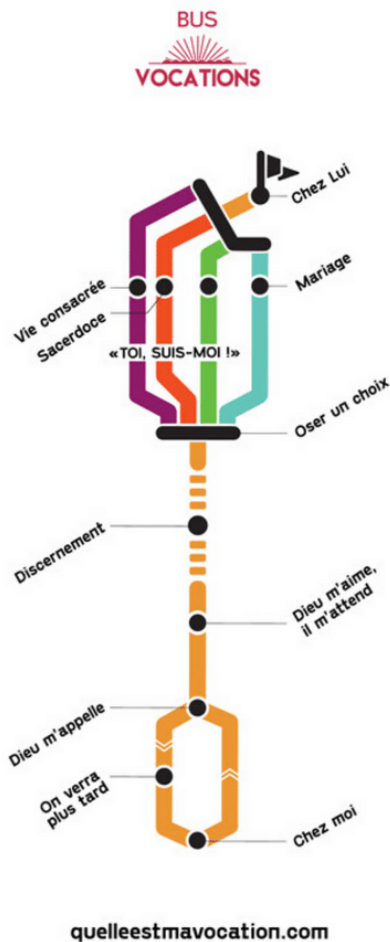 BUS
VOCATIONS
Chez Lui
Vie consacrée
Sacerdoce
Mariage
«TOI, SUIS-MOI !»
Oser un choix
Discernement
Dieu m'aime,
il m'attend
Dieu m'appelle
On verra
plus tard
Chez moi
quelleestmavocation.com